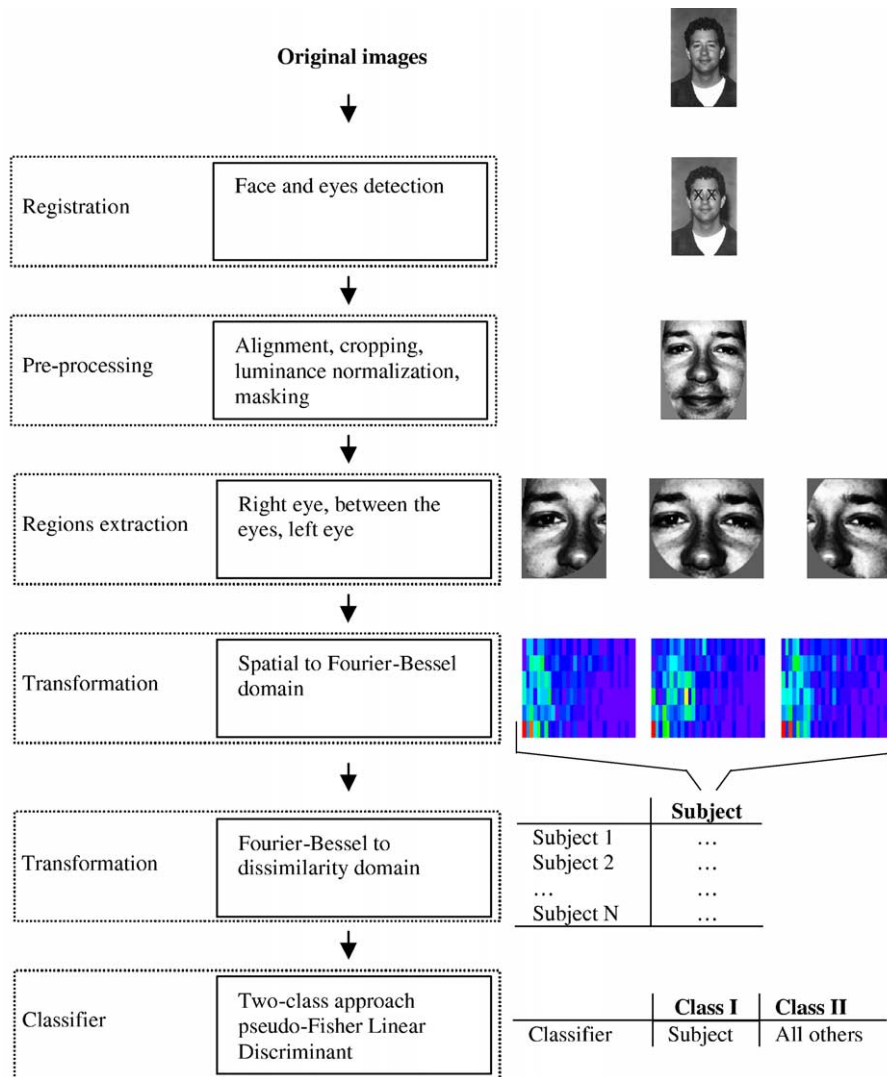 Original images
Registration
Face and eyes detection
Pre-processing
Alignment, cropping,
luminance normalization,
masking
Regions extraction
Right eye, between the
eyes, left eye
Transformation
Spatial to Fourier-Bessel
domain
Transformation
Fourier-Bessel to
dissimilarity domain
Subject
Subject 1 …
Subject 2 …
… …
Subject N …
Classifier
Two-class approach
pseudo-Fisher Linear
Discriminant
Class I Class II
Classifier Subject All others